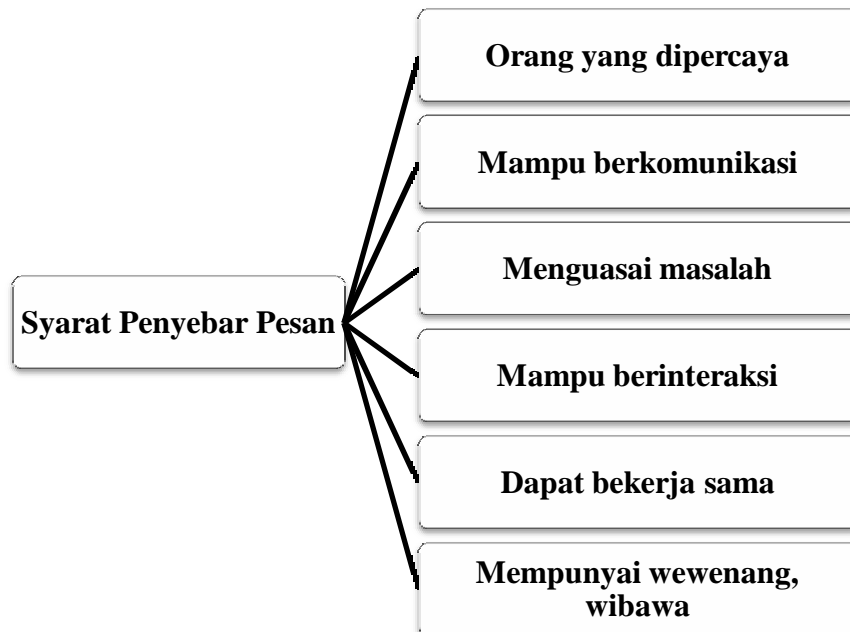 Orang yang dipercaya
Mampu berkomunikasi
Menguasai masalah
Syarat Penyebar Pesan
Mampu berinteraksi
Dapat bekerja sama
Mempunyai wewenang,
wibawa